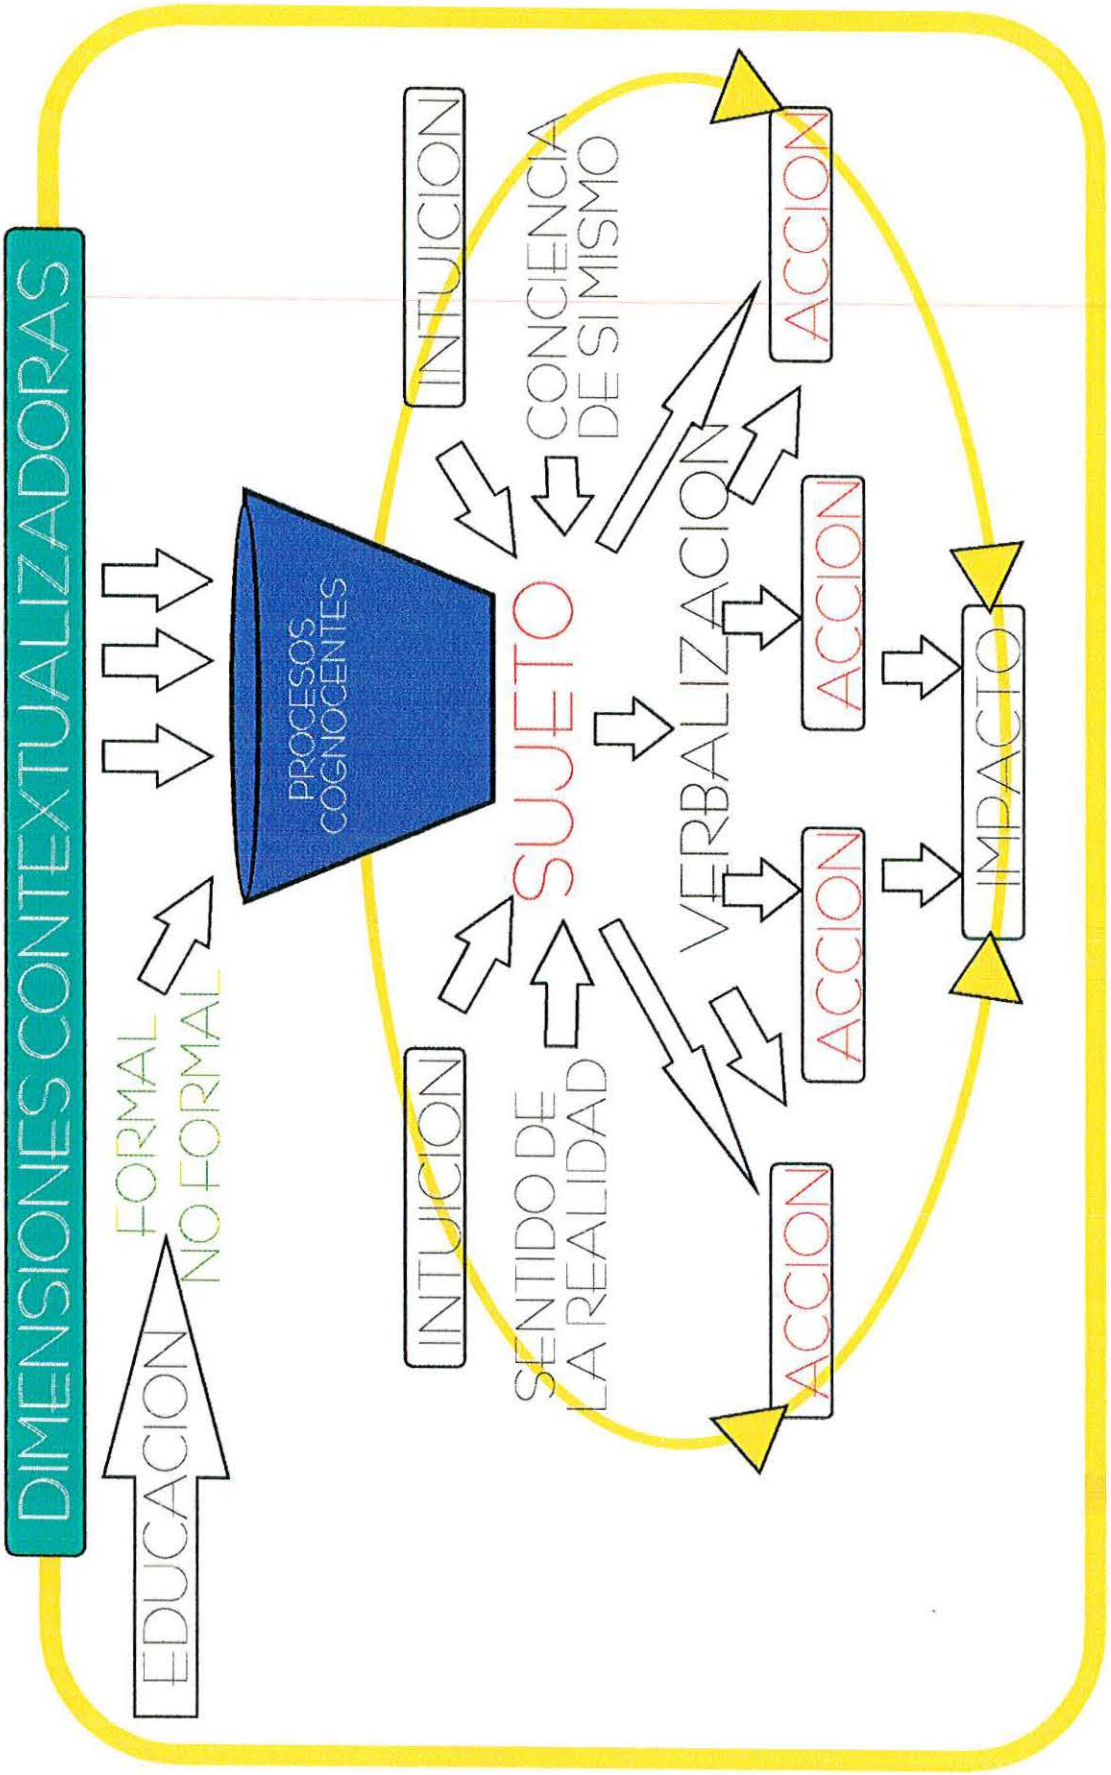 DIMENSIONES CONTEXTUALIZADORAS
EDUCACION
FORMAL
NO FORMAL
PROCESOS
COGNOCENTES
INTUICION
INTUICION
SENTIDO DE
LA REALIDAD
SUJETO
CONCIENCIA
DE SI MISMO
VERBALIZACION
ACCION
ACCION
ACCION
ACCION
IMPACTO